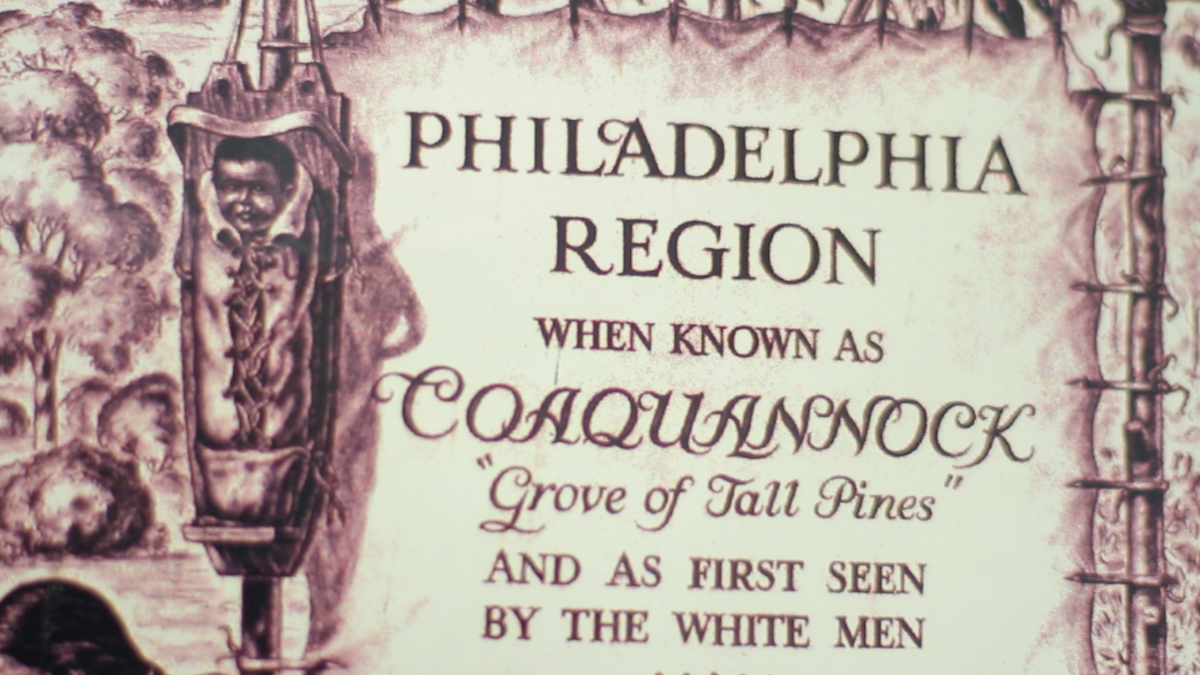 PHILADELPHIA
REGION
WHEN KNOWN AS
COAQUANNOCK
"Grove of Tall Pines"
AND AS FIRST SEEN
BY THE WHITE MEN